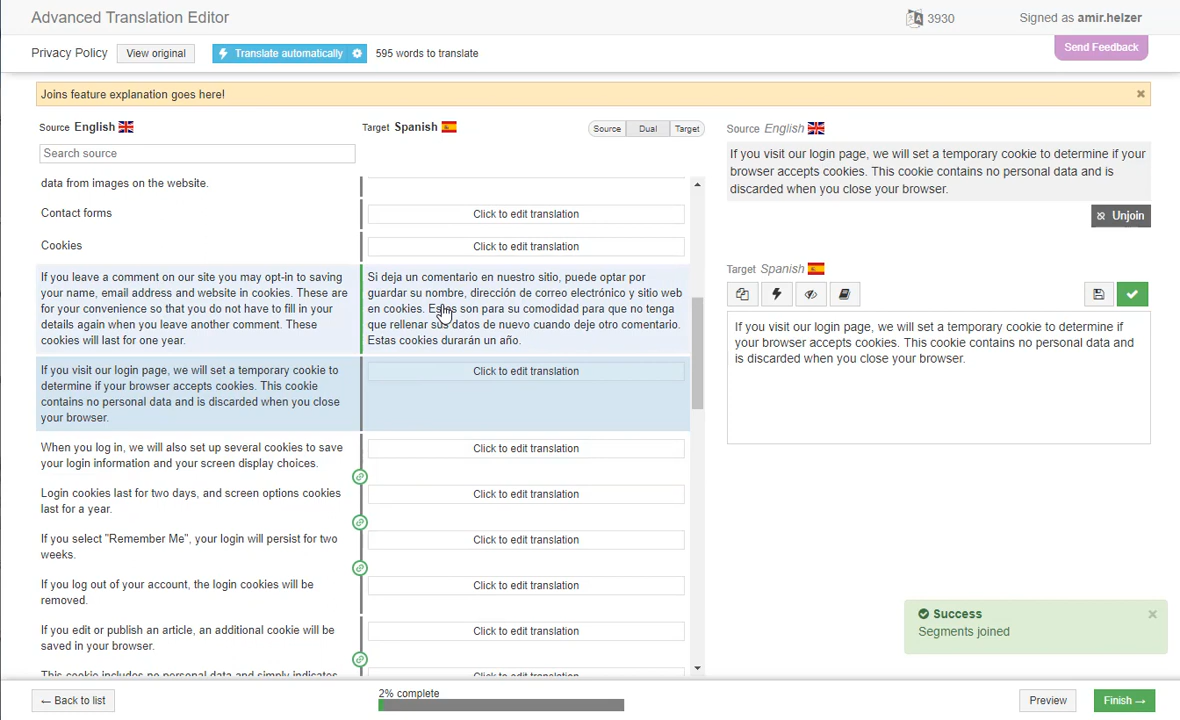 Advanced Translation Editor
3930
Signed as amir.helzer
Privacy Policy
View original
Translate automatically
595 words to translate
Send Feedback
Joins feature explanation goes here!
Source English
Target Spanish
Source
Dual
Target
Search source
data from images on the website.
Contact forms
Click to edit translation
Cookies
Click to edit translation
If you leave a comment on our site you may opt-in to saving
your name, email address and website in cookies. These are
for your convenience so that you do not have to fill in your
details again when you leave another comment. These
cookies will last for one year.
Si deja un comentario en nuestro sitio, puede optar por
guardar su nombre, dirección de correo electrónico y sitio web
en cookies. Estas son para su comodidad para que no tenga
que rellenar sus datos de nuevo cuando deje otro comentario.
Estas cookies durarán un año.
If you visit our login page, we will set a temporary cookie to
determine if your browser accepts cookies. This cookie
contains no personal data and is discarded when you close
your browser.
Click to edit translation
When you log in, we will also set up several cookies to save
your login information and your screen display choices.
Click to edit translation
Login cookies last for two days, and screen options cookies
last for a year.
Click to edit translation
If you select "Remember Me", your login will persist for two
weeks.
Click to edit translation
If you log out of your account, the login cookies will be
removed.
Click to edit translation
If you edit or publish an article, an additional cookie will be
saved in your browser.
Click to edit translation
This cookie includes no personal data and simply indicates
Click to edit translation
Source English
If you visit our login page, we will set a temporary cookie to determine if your
browser accepts cookies. This cookie contains no personal data and is
discarded when you close your browser.
Unjoin
Target Spanish
If you visit our login page, we will set a temporary cookie to determine if
your browser accepts cookies. This cookie contains no personal data and
is discarded when you close your browser.
Success
Segments joined
← Back to list
2% complete
Preview
Finish →